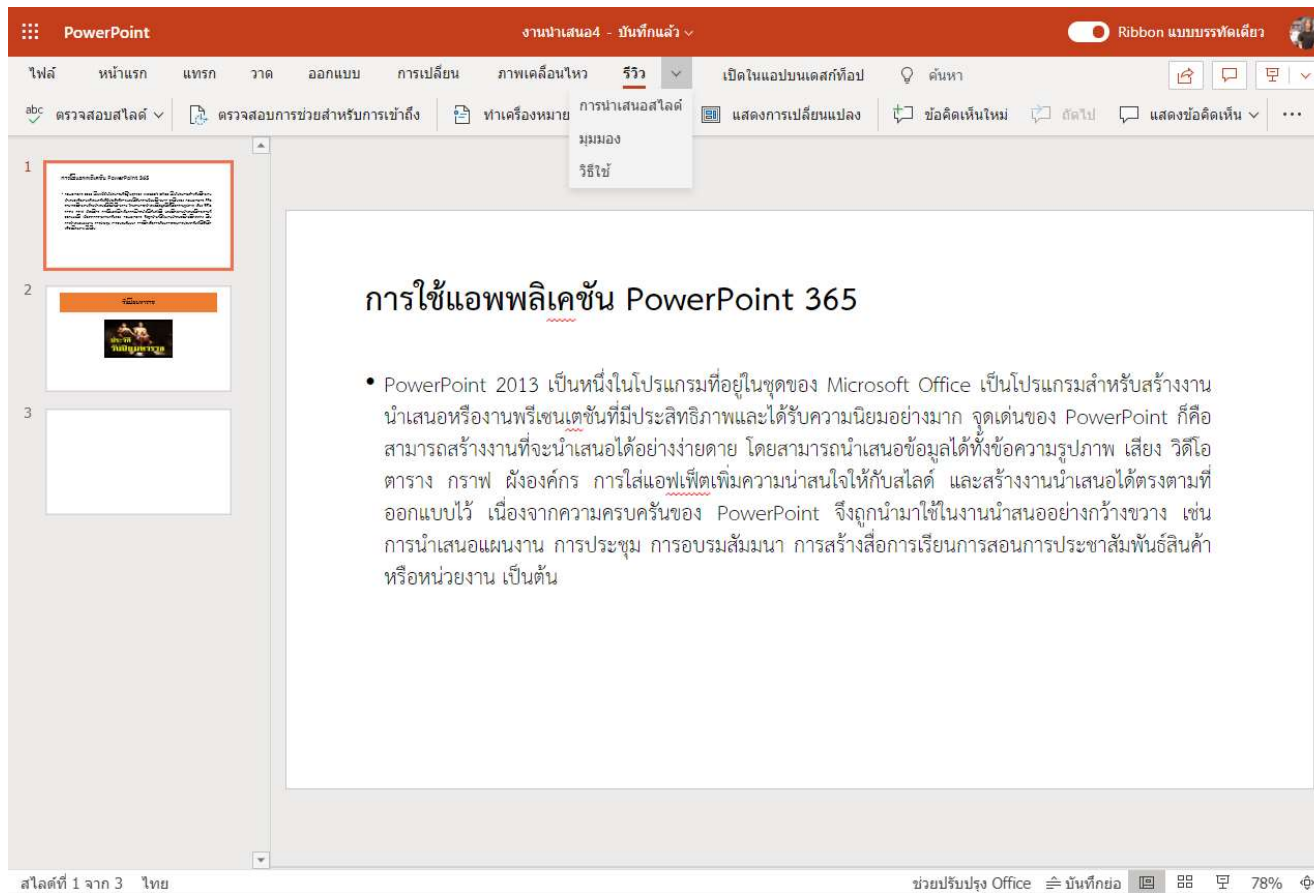 PowerPoint
งานนำเสนอ4 - บันทึกแล้ว
Ribbon แบบบรรทัดเดียว
ไฟล์ หน้าแรก แทรก วาด ออกแบบ การเปลี่ยน ภาพเคลื่อนไหว รีวิว เปิดในแอปบนเดสก์ท็อป ค้นหา
abc ตรวจสอบสไลด์ ตรวจสอบการช่วยสำหรับการเข้าถึง ทำเครื่องหมาย แสดงการเปลี่ยนแปลง ข้อคิดเห็นใหม่ ถัดไป แสดงข้อคิดเห็น ...
การนำเสนอสไลด์
มุมมอง
วิธีใช้
1
การใช้แอพพลิเคชัน PowerPoint 365
2
ประวัติ
วันปิยมหาราช
3
การใช้แอพพลิเคชัน PowerPoint 365
• PowerPoint 2013 เป็นหนึ่งในโปรแกรมที่อยู่ในชุดของ Microsoft Office เป็นโปรแกรมสำหรับสร้างงาน
นำเสนอหรืองานพรีเซนเตชันที่มีประสิทธิภาพและได้รับความนิยมอย่างมาก จุดเด่นของ PowerPoint ก็คือ
สามารถสร้างงานที่จะนำเสนอได้อย่างง่ายดาย โดยสามารถนำเสนอข้อมูลได้ทั้งข้อความรูปภาพ เสียง วิดีโอ
ตาราง กราฟ ผังองค์กร การใส่แอฟเฟ็ตเพิ่มความน่าสนใจให้กับสไลด์ และสร้างงานนำเสนอได้ตรงตามที่
ออกแบบไว้ เนื่องจากความครบครันของ PowerPoint จึงถูกนำมาใช้ในงานนำสนออย่างกว้างขวาง เช่น
การนำเสนอแผนงาน การประชุม การอบรมสัมมนา การสร้างสื่อการเรียนการสอนการประชาสัมพันธ์สินค้า
หรือหน่วยงาน เป็นต้น
สไลด์ที่ 1 จาก 3 ไทย
ช่วยปรับปรุง Office บันทึกย่อ 78%